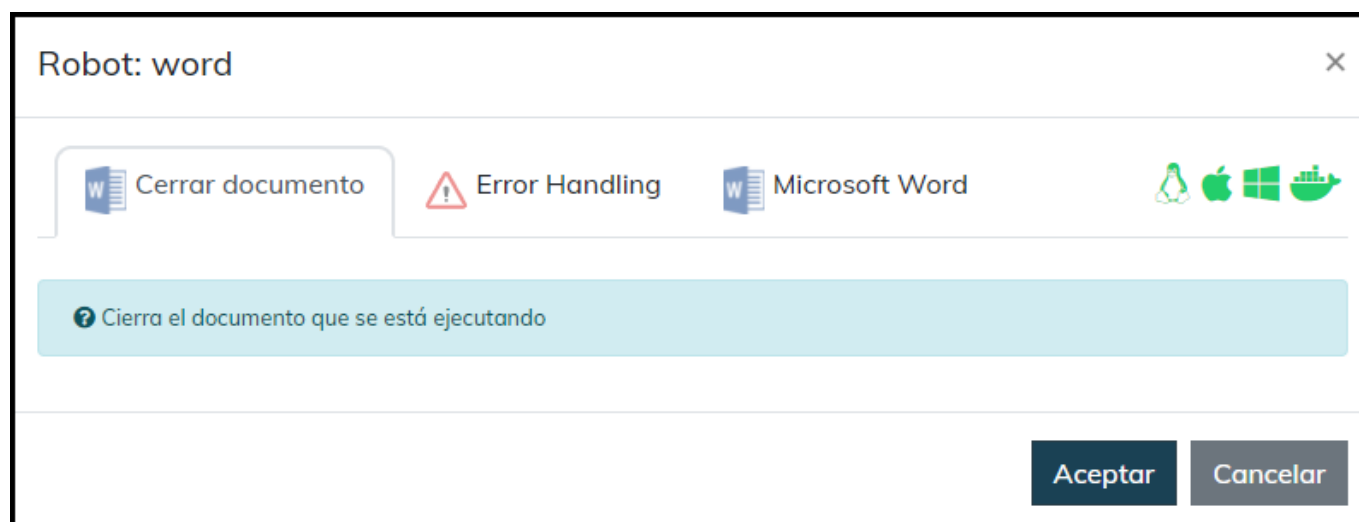 Robot: word
×
Cerrar documento Error Handling Microsoft Word
Cierra el documento que se está ejecutando
Aceptar Cancelar